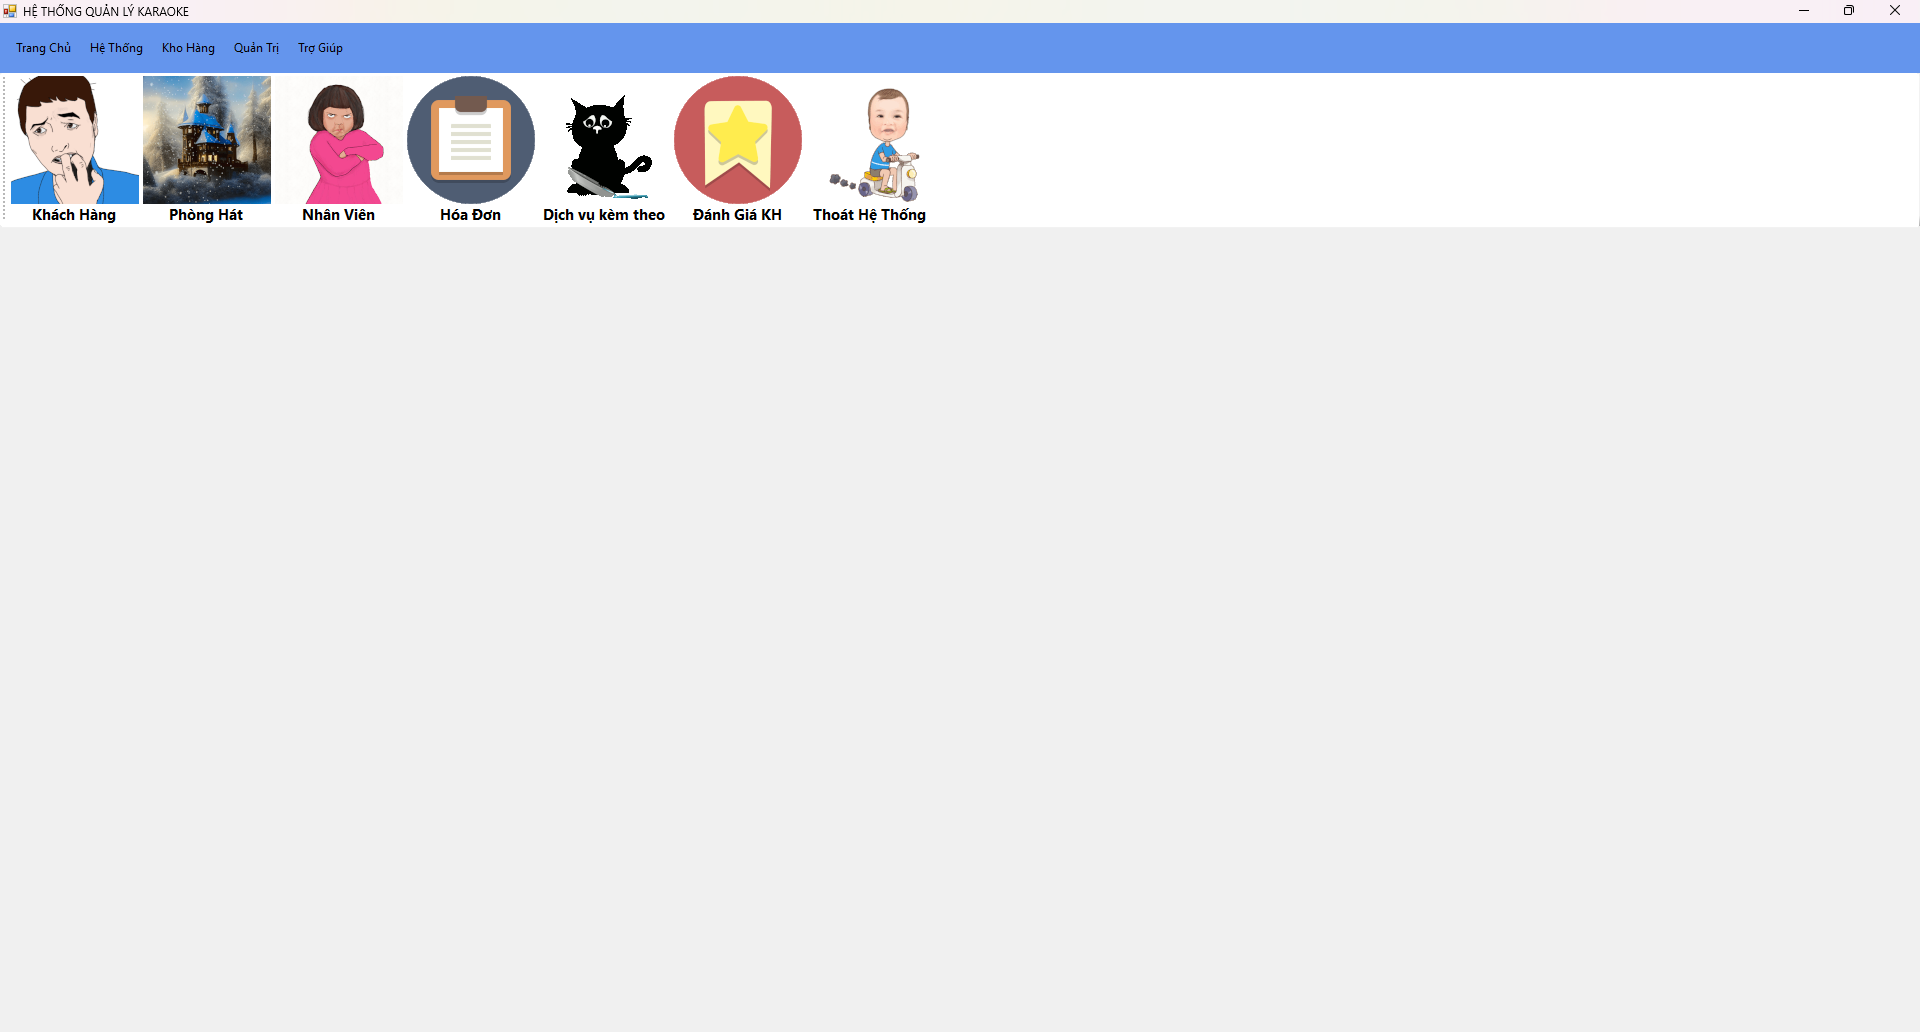 HỆ THỐNG QUẢN LÝ KARAOKE
Trang Chủ Hệ Thống Kho Hàng Quản Trị Trợ Giúp
Khách Hàng Phòng Hát Nhân Viên Hóa Đơn Dịch vụ kèm theo Đánh Giá KH Thoát Hệ Thống